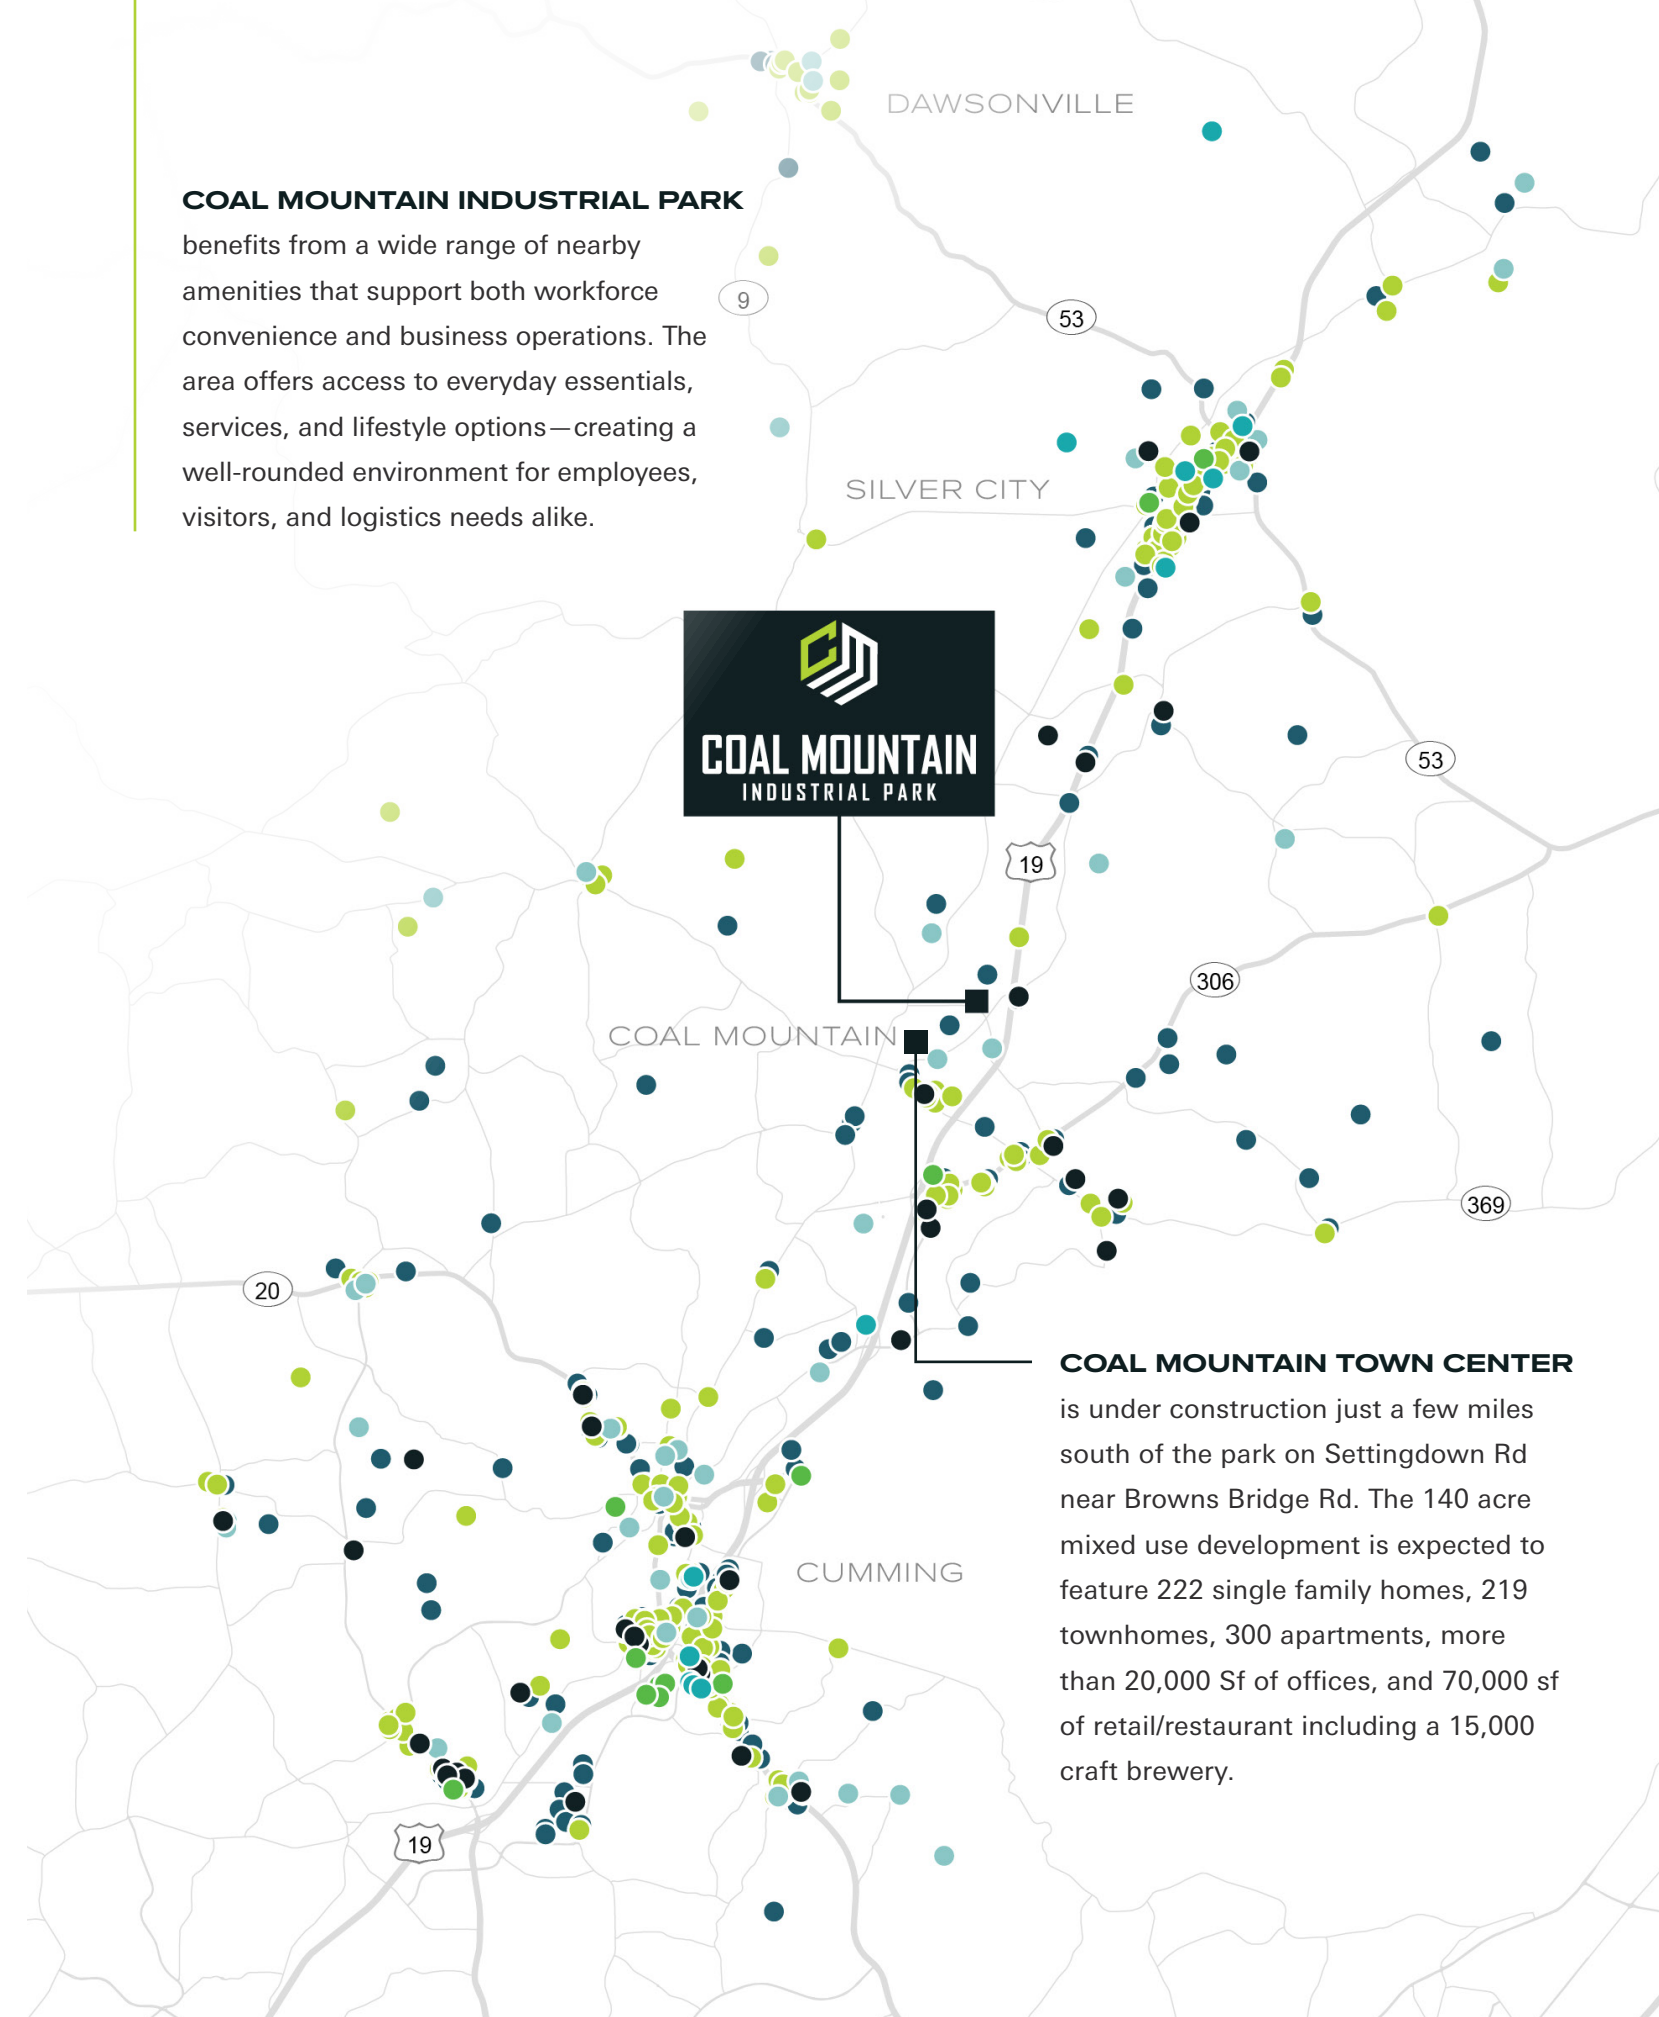 DAWSONVILLE
COAL MOUNTAIN INDUSTRIAL PARK
benefits from a wide range of nearby
amenities that support both workforce
convenience and business operations. The
area offers access to everyday essentials,
services, and lifestyle options—creating a
well-rounded environment for employees,
visitors, and logistics needs alike.
9
53
SILVER CITY
COAL MOUNTAIN
INDUSTRIAL PARK
53
19
306
COAL MOUNTAIN
369
20
COAL MOUNTAIN TOWN CENTER
is under construction just a few miles
south of the park on Settingdown Rd
near Browns Bridge Rd. The 140 acre
mixed use development is expected to
feature 222 single family homes, 219
townhomes, 300 apartments, more
than 20,000 Sf of offices, and 70,000 sf
of retail/restaurant including a 15,000
craft brewery.
CUMMING
19